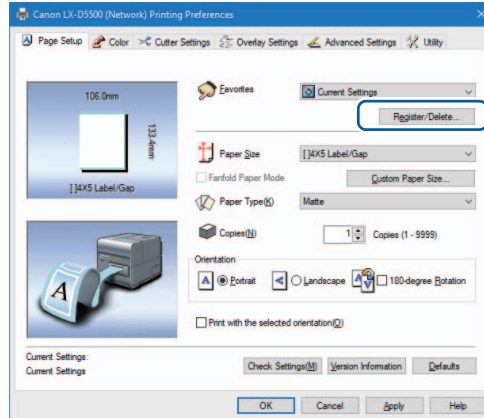 Canon LX-D5500 (Network) Printing Preferences
Page Setup Color Cutter Settings Overlay Settings Advanced Settings Utility
106.0mm
133.4mm
[ ]4X5 Label/Gap
Favorites Current Settings
Register/Delete...
Paper Size [ ]4X5 Label/Gap
Fanfold Paper Mode Custom Paper Size...
Paper Type(K) Matte
Copies(N) 1 Copies (1 - 9999)
Orientation
A Portrait A Landscape A 180-degree Rotation
Print with the selected orientation(O)
A
Current Settings:
Current Settings
Check Settings(M) Version Information Defaults
OK Cancel Apply Help